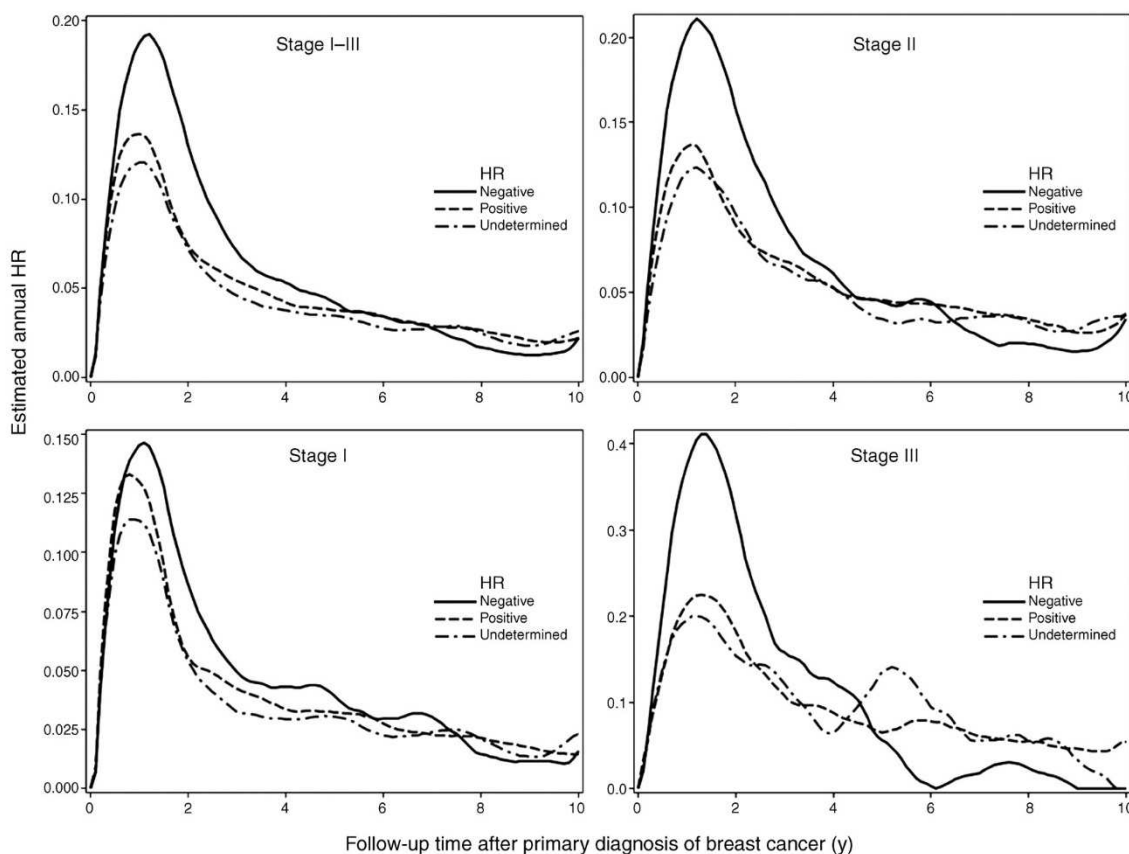 Estimated annual HR
Stage I–III
0.20
0.15
0.10
0.05
0.00
HR
Negative
Positive
Undetermined
0 2 4 6 8 10
Stage II
0.20
0.15
0.10
0.05
0.00
HR
Negative
Positive
Undetermined
0 2 4 6 8 10
Stage I
0.150
0.125
0.100
0.075
0.050
0.025
0.000
HR
Negative
Positive
Undetermined
0 2 4 6 8 10
Stage III
0.4
0.3
0.2
0.1
0.0
HR
Negative
Positive
Undetermined
0 2 4 6 8 10
Follow-up time after primary diagnosis of breast cancer (y)